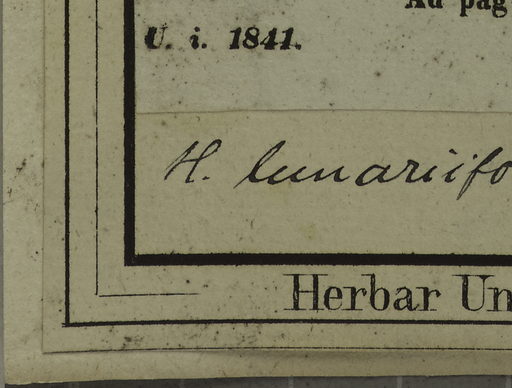 Ad pag
U. i. 1841.
H. lunariifo
Herbar Un